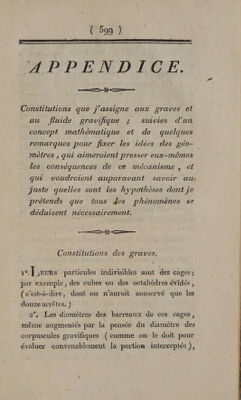 ( 599 )
APPENDICE.
Constitutions que j'assigne aux graves et
au fluide gravifique ; suivies d'un
concept mathématique et de quelques
remarques pour fixer les idées des géo-
mètres, qui aimeroient presser eux-mêmes
les conséquences de ce mécanisme, et
qui voudroient auparavant savoir au
juste quelles sont les hypothèses dont je
prétends que tous les phénomènes se
déduisent nécessairement.
Constitutions des graves.
1°. LEURS particules indivisibles sont des cages;
par exemple, des cubes ou des octahèdres évidés,
(c'est-à-dire, dont on n'auroit conservé que les
douze arrêtes.)
2°. Les diamètres des barreaux de ces cages,
même augmentés par la pensée du diamètre des
corpuscules gravifiques (comme on le doit pour
évaluer convenablement la portion interceptée),